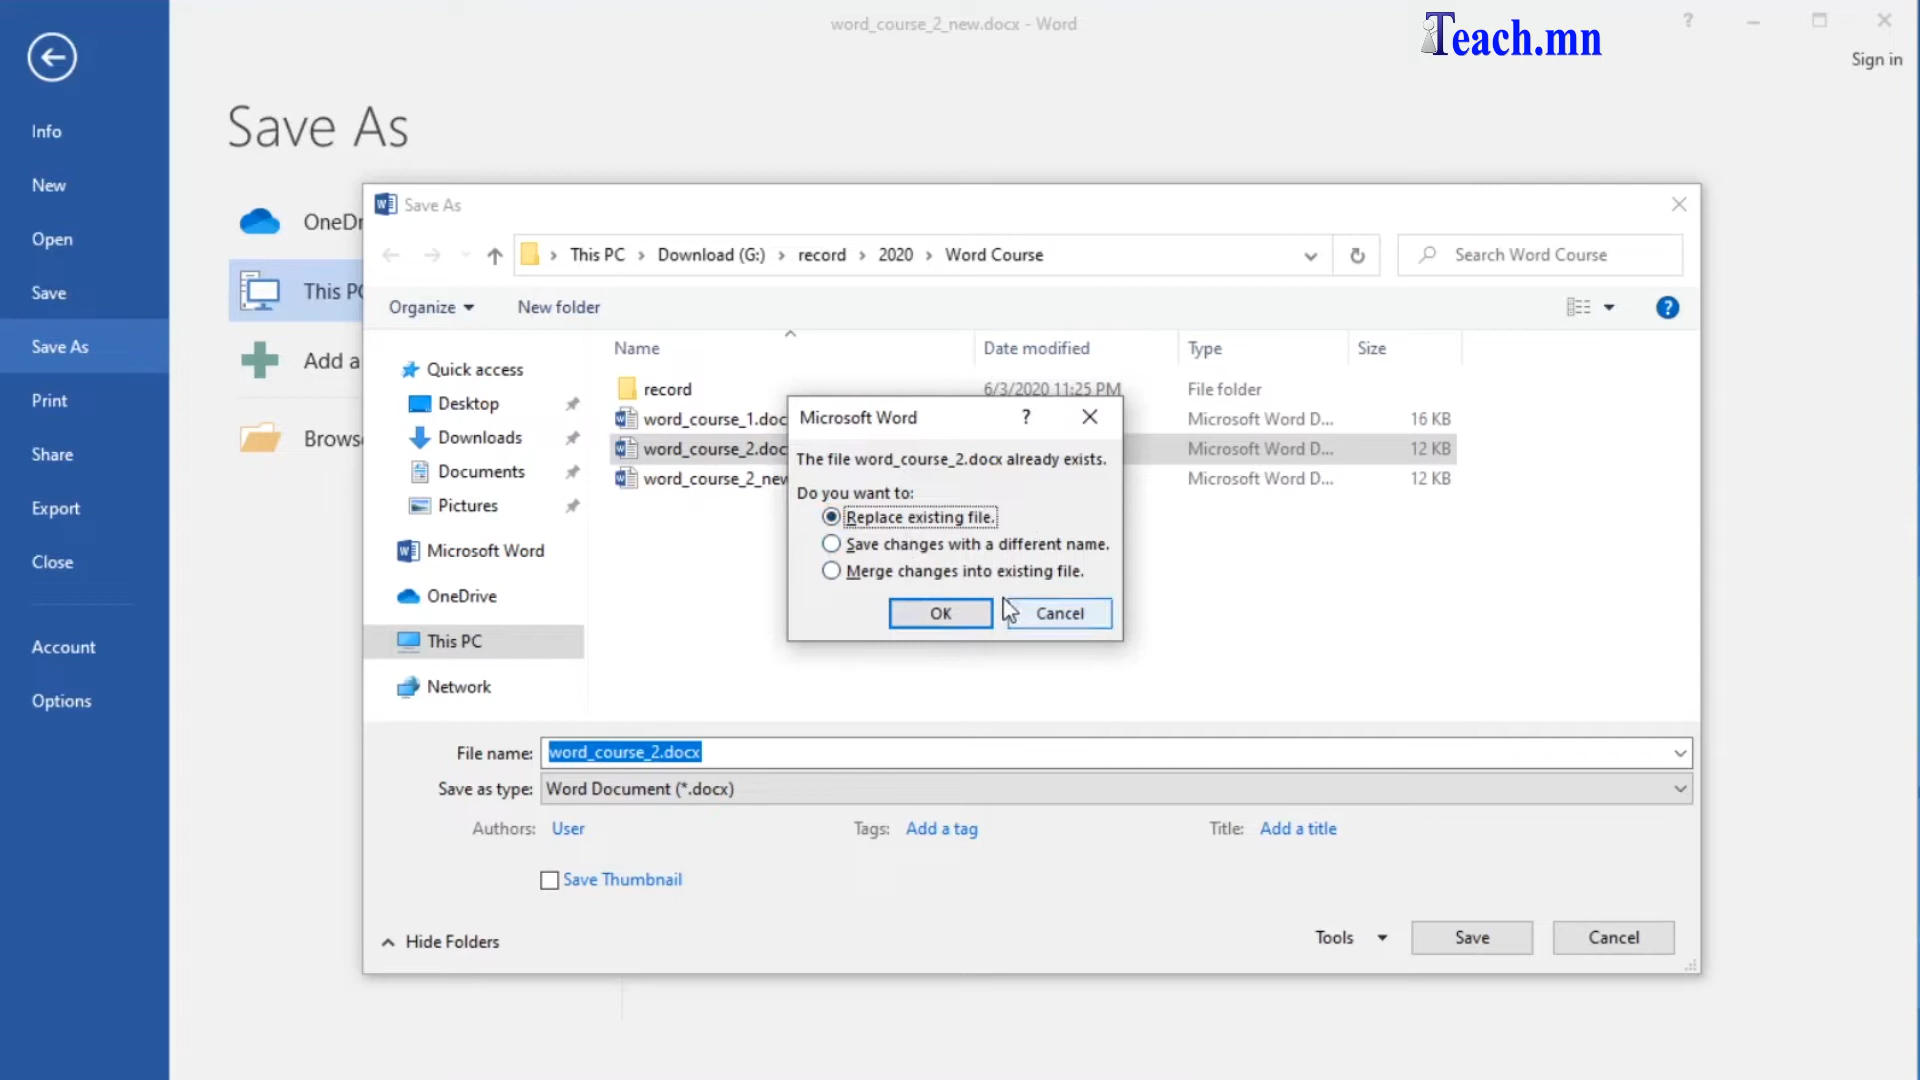 word_course_2_new.docx - Word
Teach.mn
Sign in
Info
New
Open
Save
Save As
Print
Share
Export
Close
Account
Options
Save As
OneDr
This PC
Add a
Browse
Save As
This PC › Download (G:) › record › 2020 › Word Course
Search Word Course
Organize
New folder
Quick access
Desktop
Downloads
Documents
Pictures
Microsoft Word
OneDrive
This PC
Network
Name Date modified Type Size
record 6/3/2020 11:25 PM File folder
word_course_1.doc Microsoft Word D... 16 KB
word_course_2.doc Microsoft Word D... 12 KB
word_course_2_new Microsoft Word D... 12 KB
Microsoft Word
The file word_course_2.docx already exists.
Do you want to:
Replace existing file.
Save changes with a different name.
Merge changes into existing file.
OK
Cancel
File name: word_course_2.docx
Save as type: Word Document (*.docx)
Authors: User
Tags: Add a tag
Title: Add a title
Save Thumbnail
Hide Folders
Tools
Save
Cancel